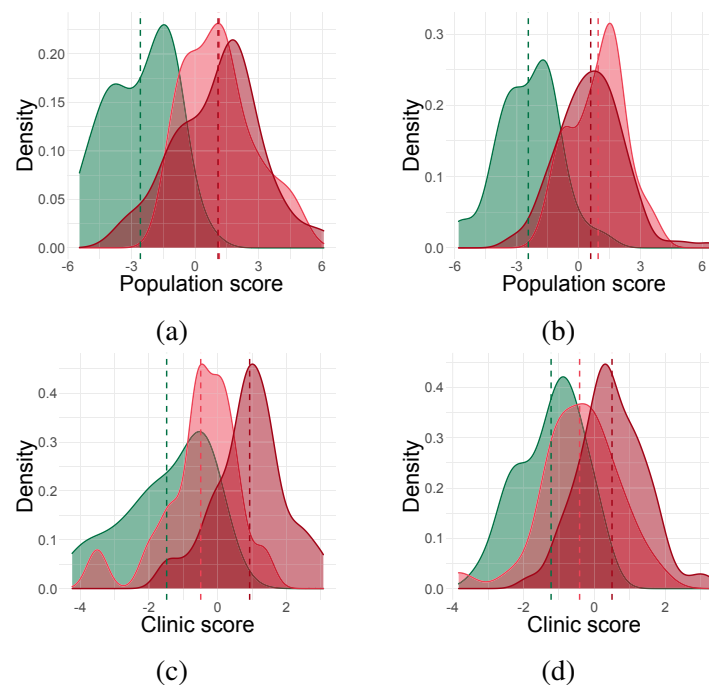 Density
0.20
0.15
0.10
0.05
0.00
-6 -3 0 3 6
Population score
(a)
Density
0.3
0.2
0.1
0.0
-6 -3 0 3 6
Population score
(b)
Density
0.4
0.3
0.2
0.1
0.0
-4 -2 0 2
Clinic score
(c)
Density
0.4
0.3
0.2
0.1
0.0
-4 -2 0 2
Clinic score
(d)